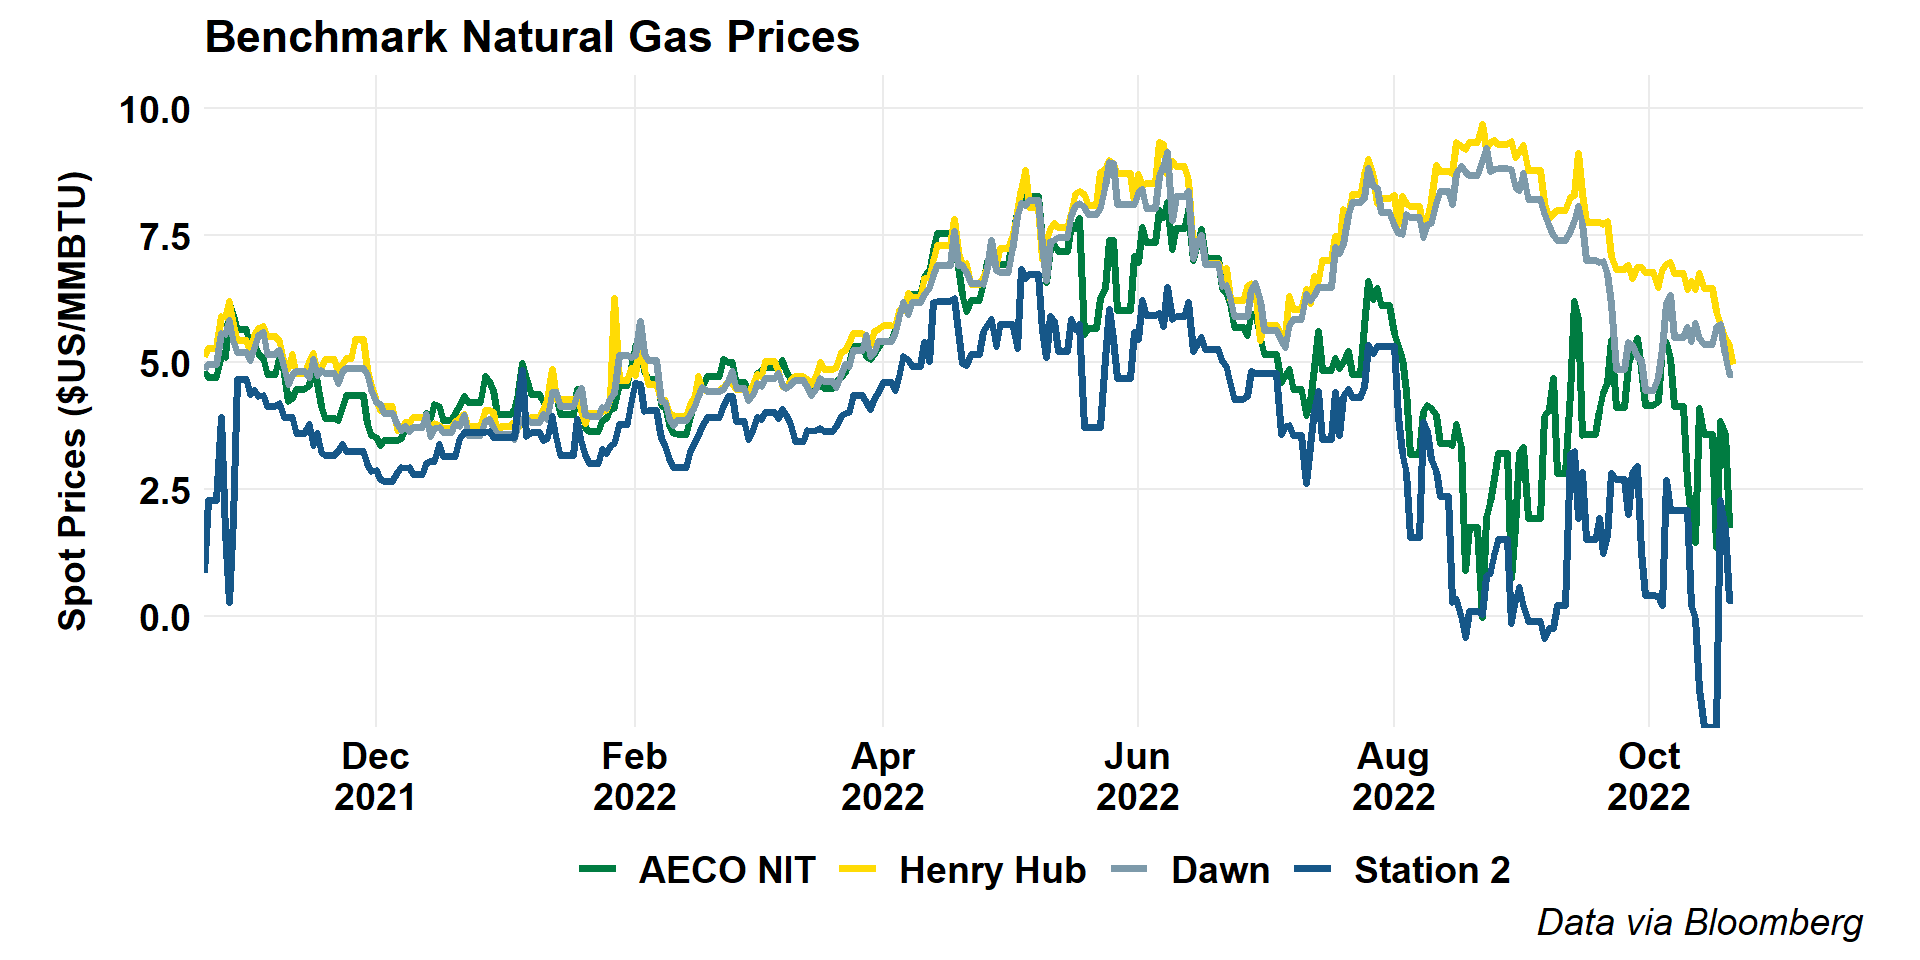 Benchmark Natural Gas Prices
Spot Prices ($US/MMBTU)
10.0
7.5
5.0
2.5
0.0
Dec
2021
Feb
2022
Apr
2022
Jun
2022
Aug
2022
Oct
2022
AECO NIT
Henry Hub
Dawn
Station 2
Data via Bloomberg